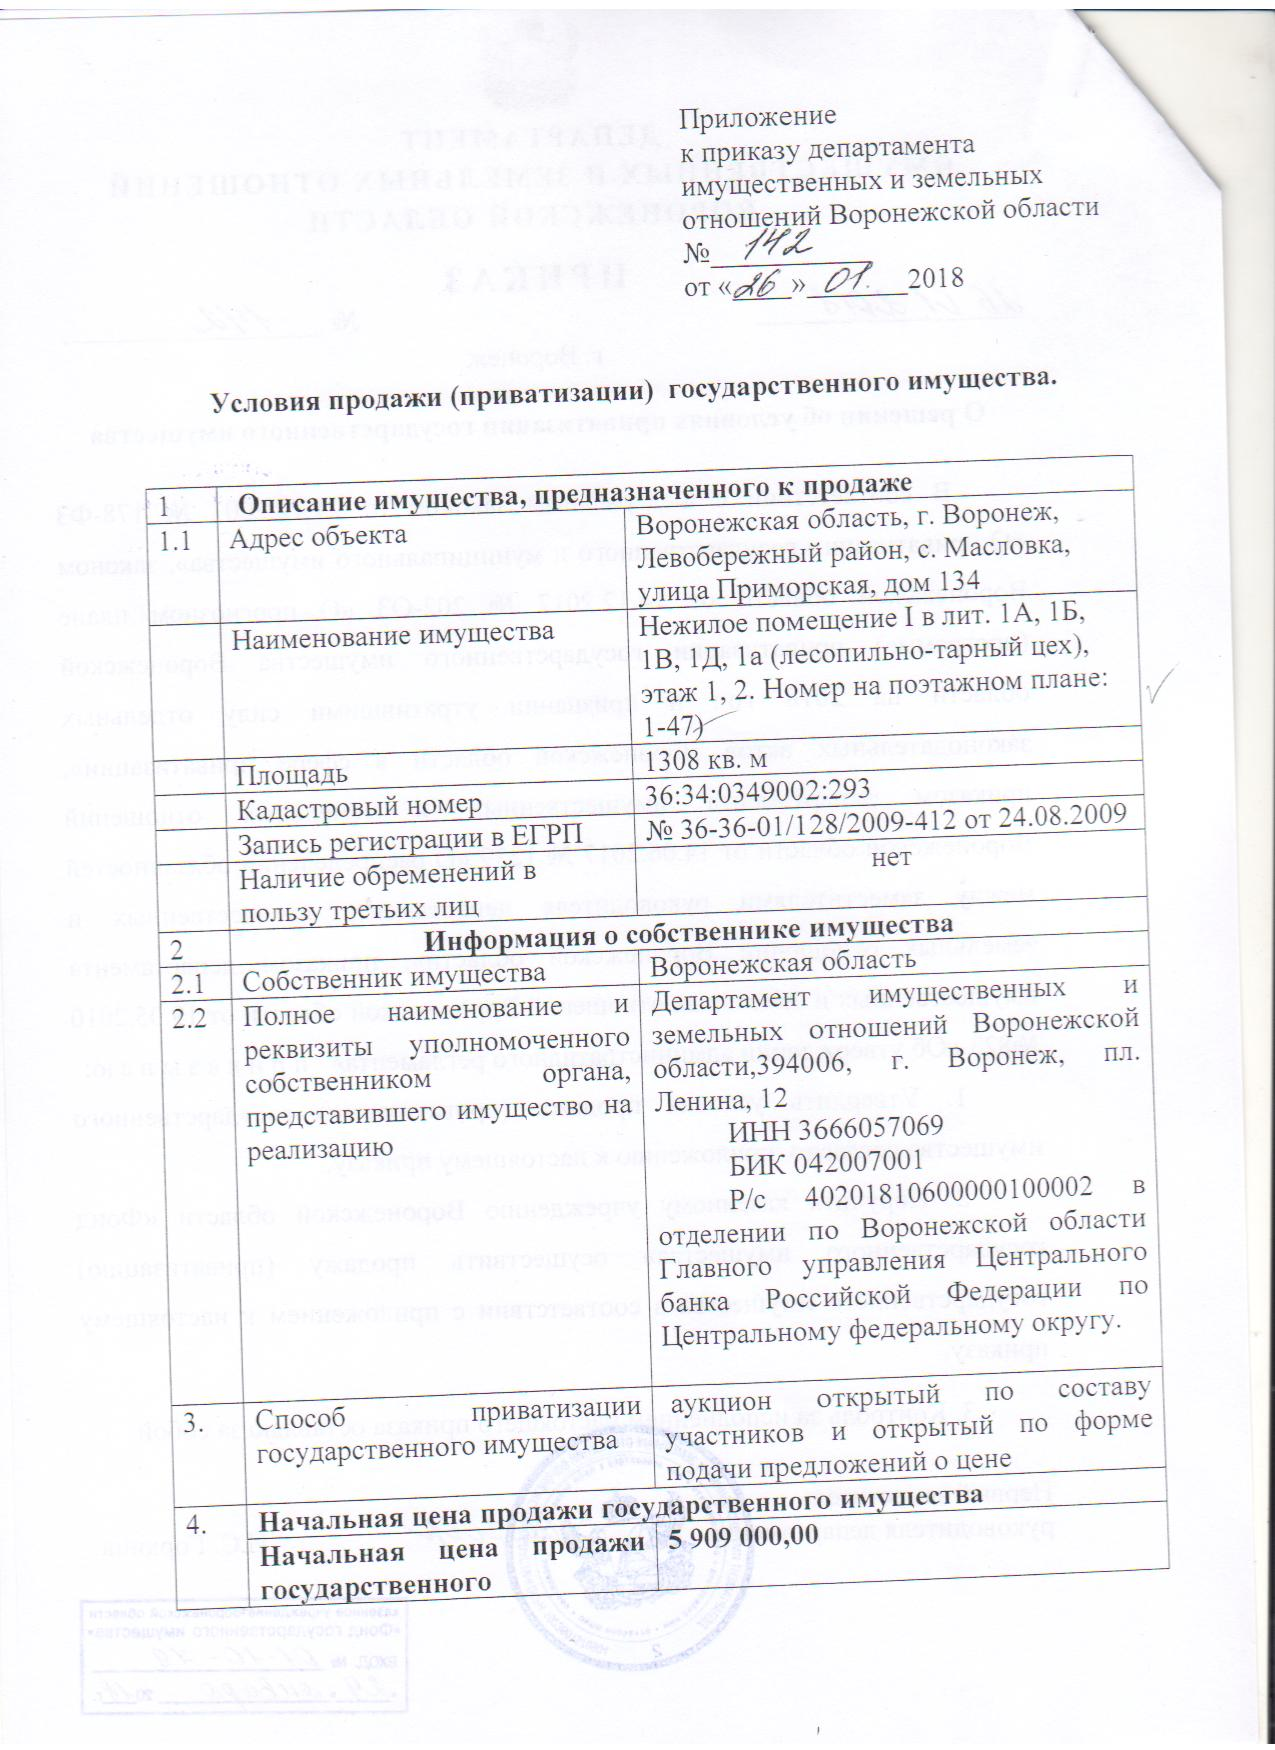 Приложение
к приказу департамента
имущественных и земельных
отношений Воронежской области
№ 142
от «26» 01. 2018
Условия продажи (приватизации) государственного имущества.
1 Описание имущества, предназначенного к продаже
1.1 Адрес объекта Воронежская область, г. Воронеж,
Левобережный район, с. Масловка,
улица Приморская, дом 134
Наименование имущества Нежилое помещение I в лит. 1А, 1Б,
1В, 1Д, 1а (лесопильно-тарный цех),
этаж 1, 2. Номер на поэтажном плане:
1-47)
Площадь 1308 кв. м
Кадастровый номер 36:34:0349002:293
Запись регистрации в ЕГРП № 36-36-01/128/2009-412 от 24.08.2009
Наличие обременений в нет
пользу третьих лиц
2 Информация о собственнике имущества
2.1 Собственник имущества Воронежская область
2.2 Полное наименование и
реквизиты уполномоченного
собственником органа,
представившего имущество на
реализацию
Департамент имущественных и
земельных отношений Воронежской
области,394006, г. Воронеж, пл.
Ленина, 12
ИНН 3666057069
БИК 042007001
Р/с 40201810600000100002 в
отделении по Воронежской области
Главного управления Центрального
банка Российской Федерации по
Центральному федеральному округу.
3. Способ приватизации
государственного имущества
аукцион открытый по составу
участников и открытый по форме
подачи предложений о цене
4. Начальная цена продажи государственного имущества
Начальная цена продажи 5 909 000,00
государственного